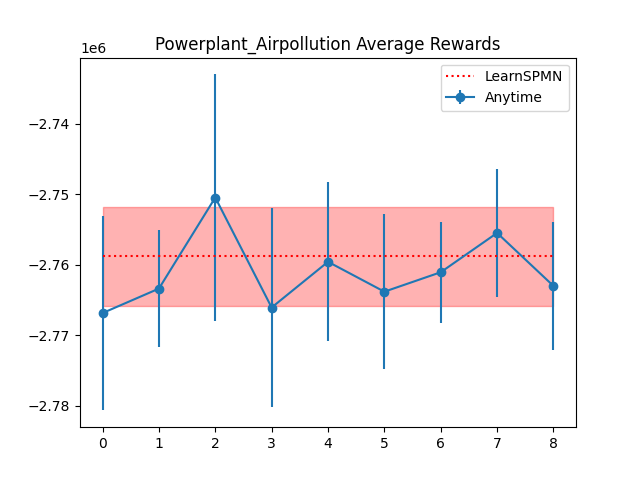 Powerplant_Airpollution Average Rewards
1e6
LearnSPMN
Anytime
−2.74
−2.75
−2.76
−2.77
−2.78
0 1 2 3 4 5 6 7 8